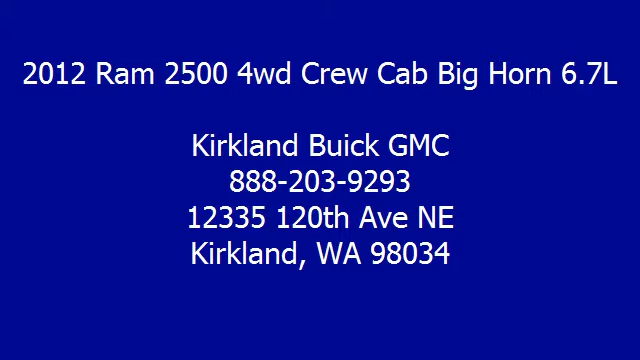 2012 Ram 2500 4wd Crew Cab Big Horn 6.7L
Kirkland Buick GMC
888-203-9293
12335 120th Ave NE
Kirkland, WA 98034